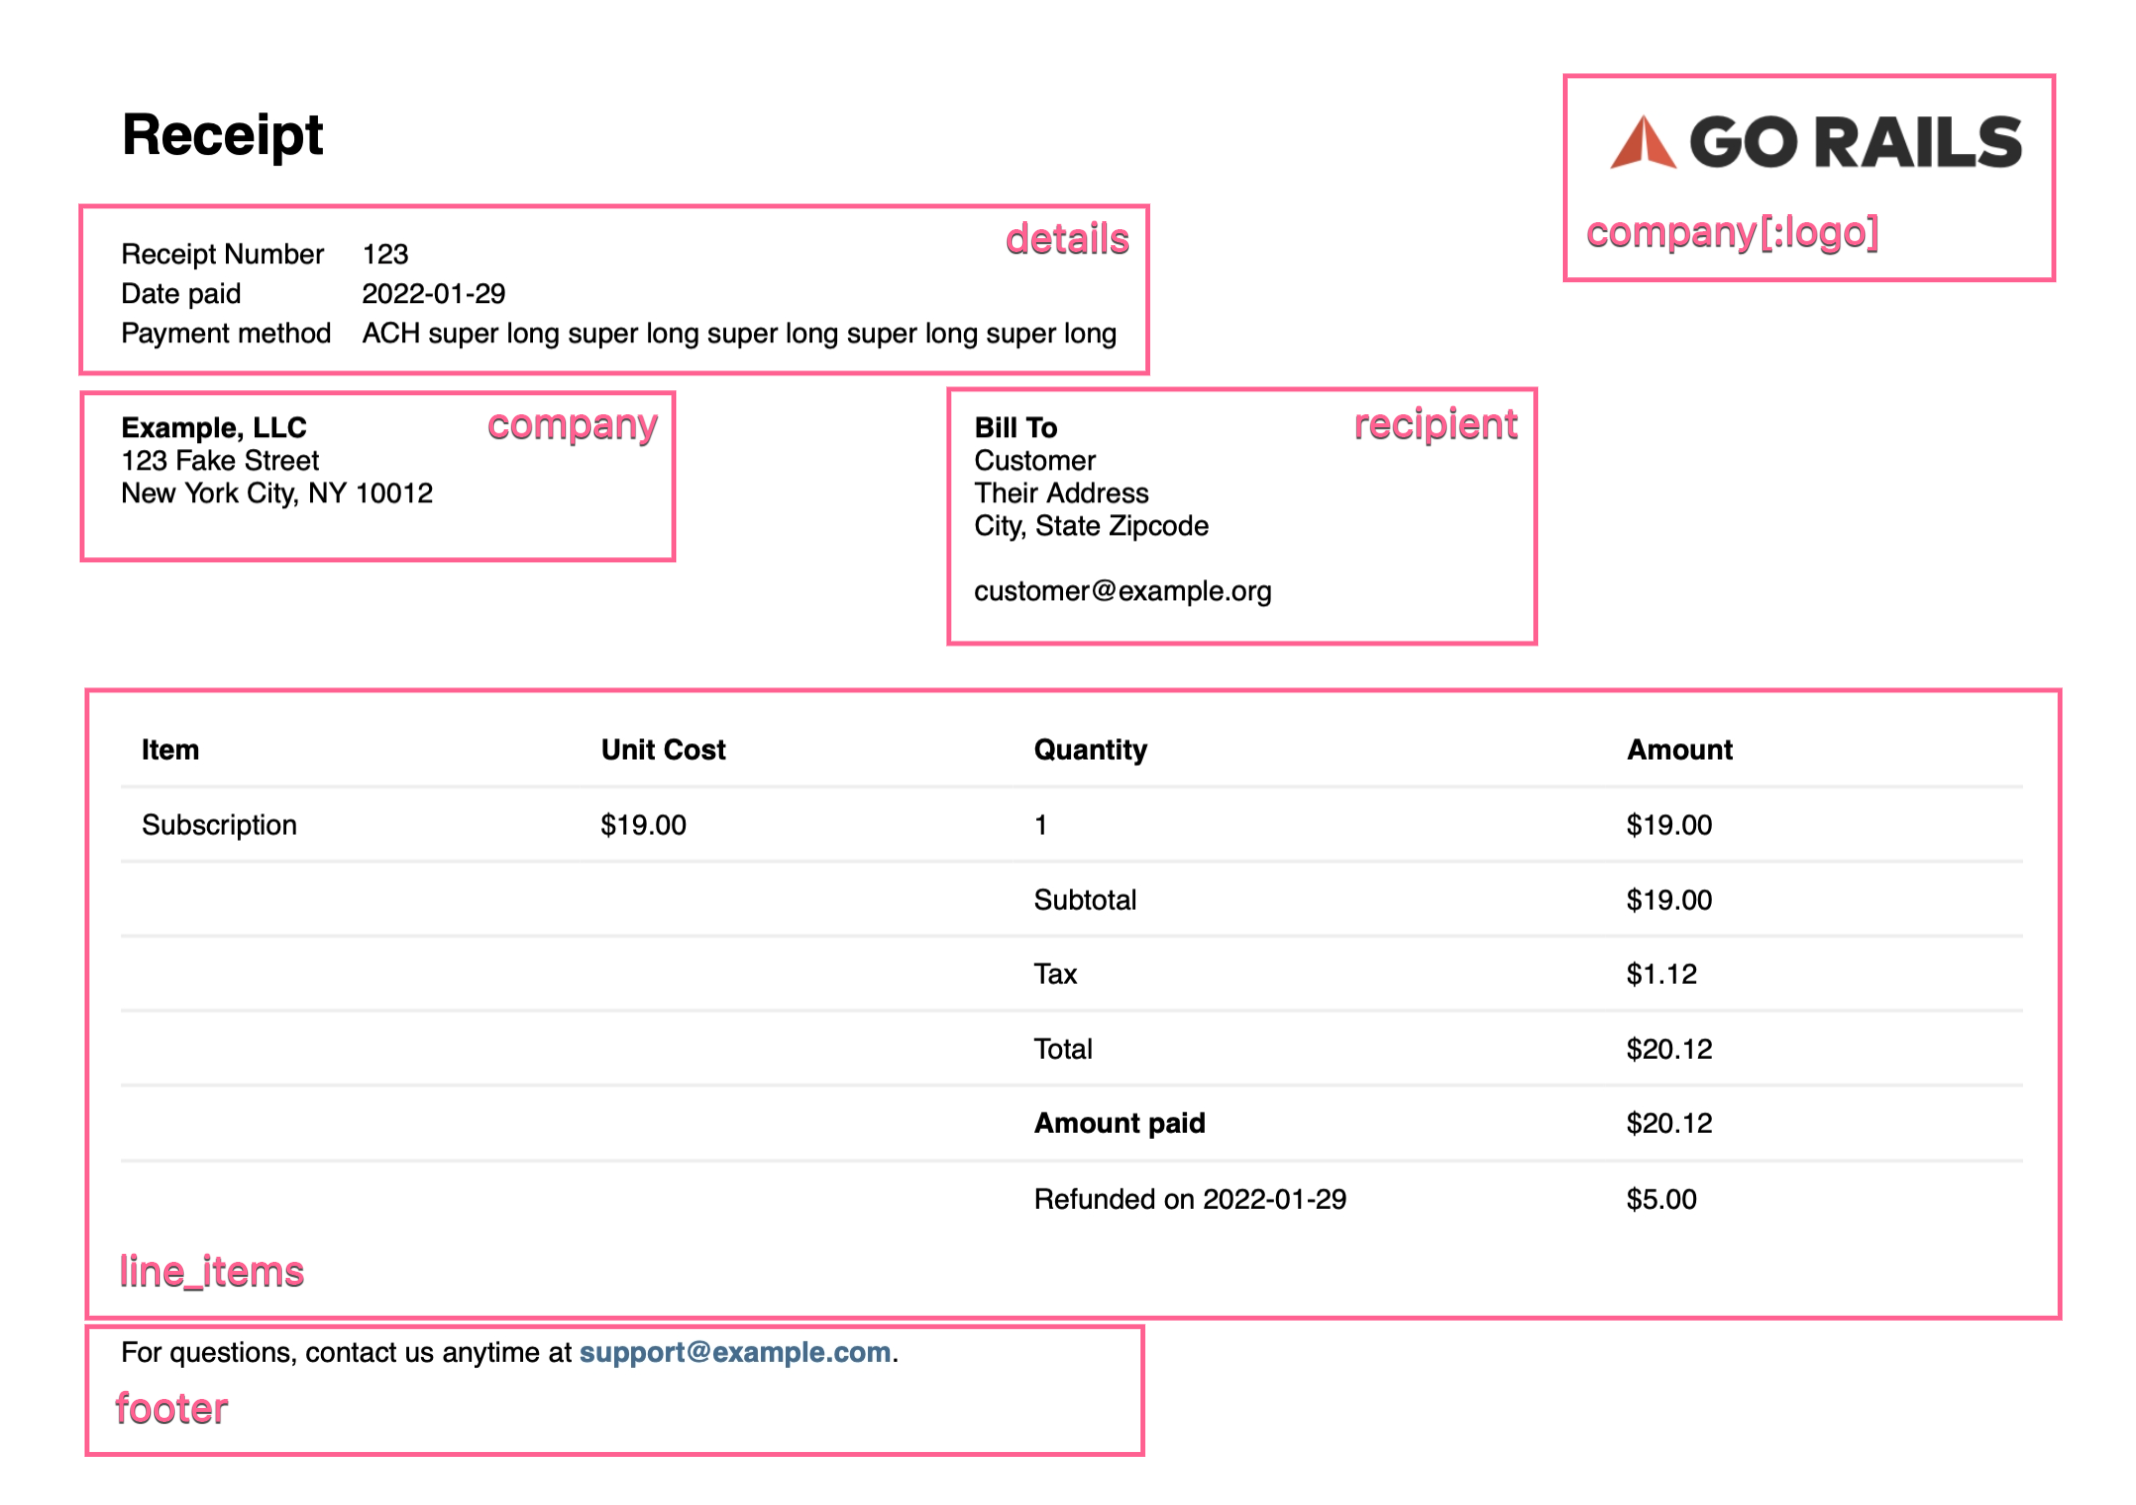 Receipt
GO RAILS
company[:logo]
details
Receipt Number 123
Date paid 2022-01-29
Payment method ACH super long super long super long super long super long
company
Example, LLC
123 Fake Street
New York City, NY 10012
recipient
Bill To
Customer
Their Address
City, State Zipcode
customer@example.org
Item Unit Cost Quantity Amount
Subscription $19.00 1 $19.00
Subtotal $19.00
Tax $1.12
Total $20.12
Amount paid $20.12
Refunded on 2022-01-29 $5.00
line_items
For questions, contact us anytime at support@example.com.
footer